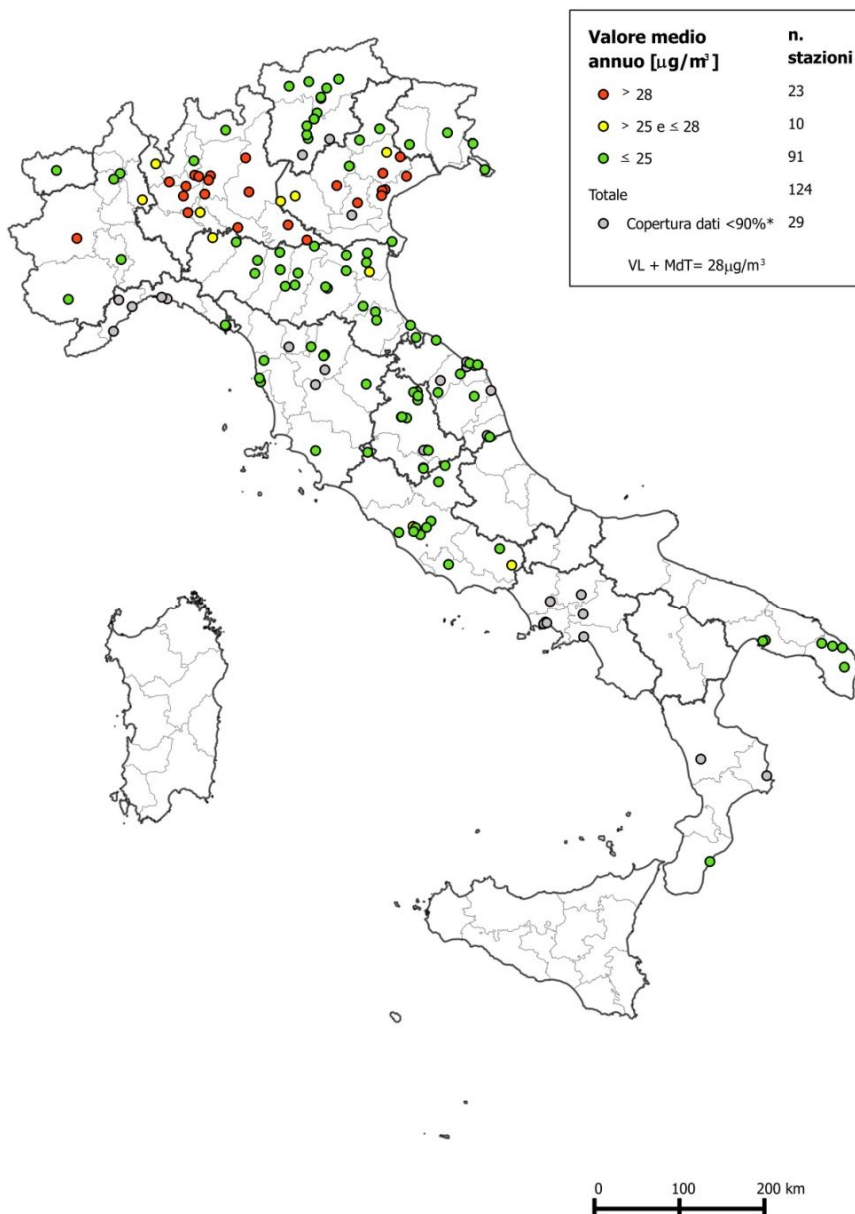 Valore medio n.
annuo [μg/m³] stazioni
> 28 23
> 25 e ≤ 28 10
≤ 25 91
Totale 124
Copertura dati <90%* 29
VL + MdT= 28μg/m³
0 100 200 km